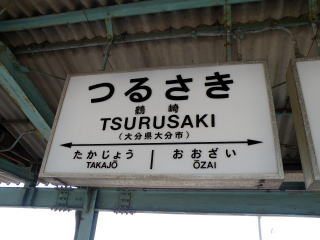 つるさき
鶴崎
TSURUSAKI
(大分県大分市)
たかじょう おおざい
TAKAJŌ ŌZAI